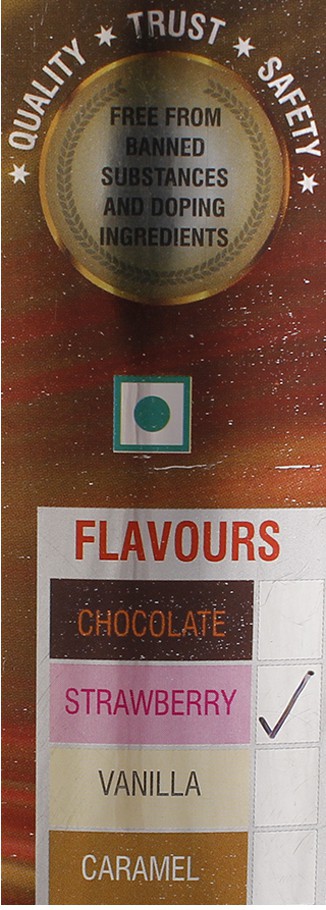 QUALITY ★ TRUST ★ SAFETY
FREE FROM
BANNED
SUBSTANCES
AND DOPING
INGREDIENTS
FLAVOURS
CHOCOLATE
STRAWBERRY
VANILLA
CARAMEL